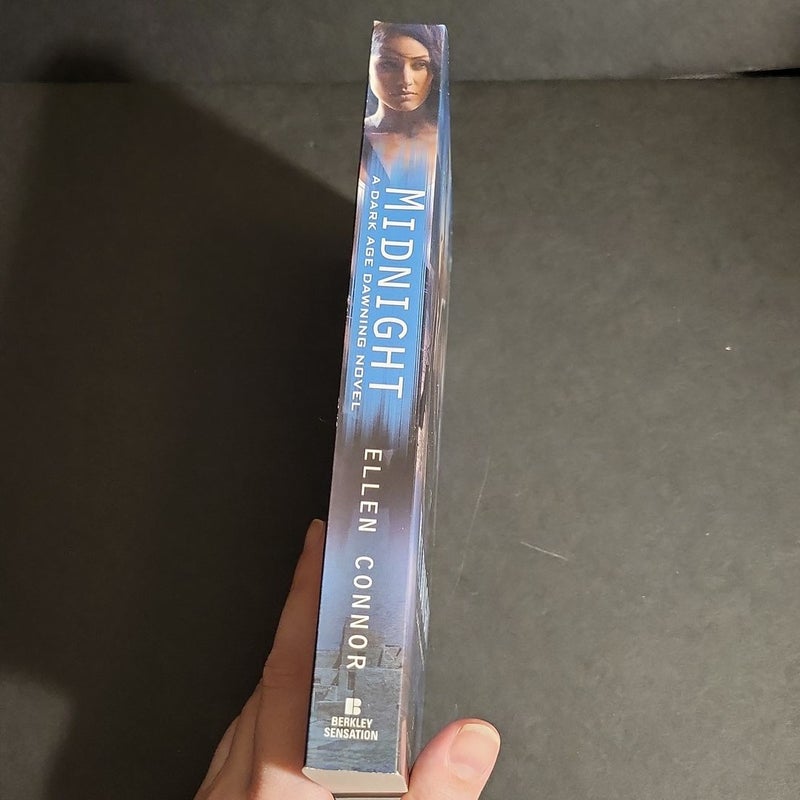 MIDNIGHT
A DARK AGE DAWNING NOVEL
ELLEN CONNOR
B
BERKLEY
SENSATION